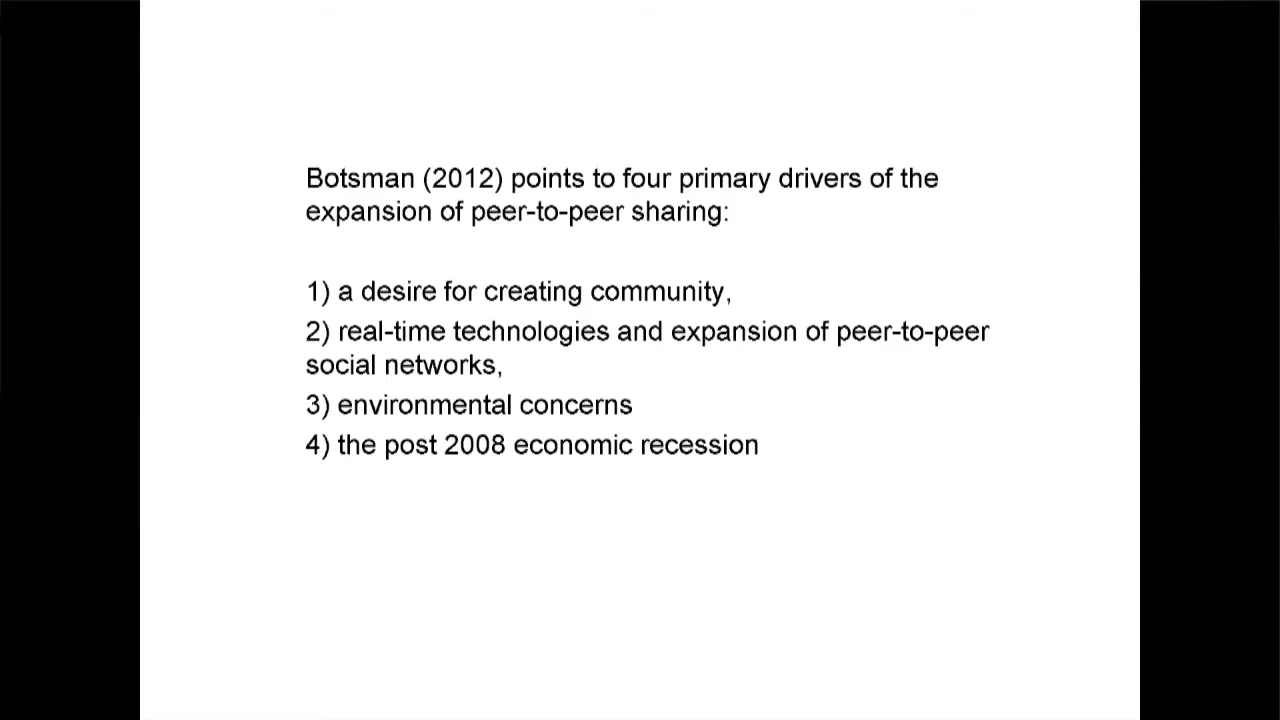 Botsman (2012) points to four primary drivers of the
expansion of peer-to-peer sharing:
1) a desire for creating community,
2) real-time technologies and expansion of peer-to-peer
social networks,
3) environmental concerns
4) the post 2008 economic recession